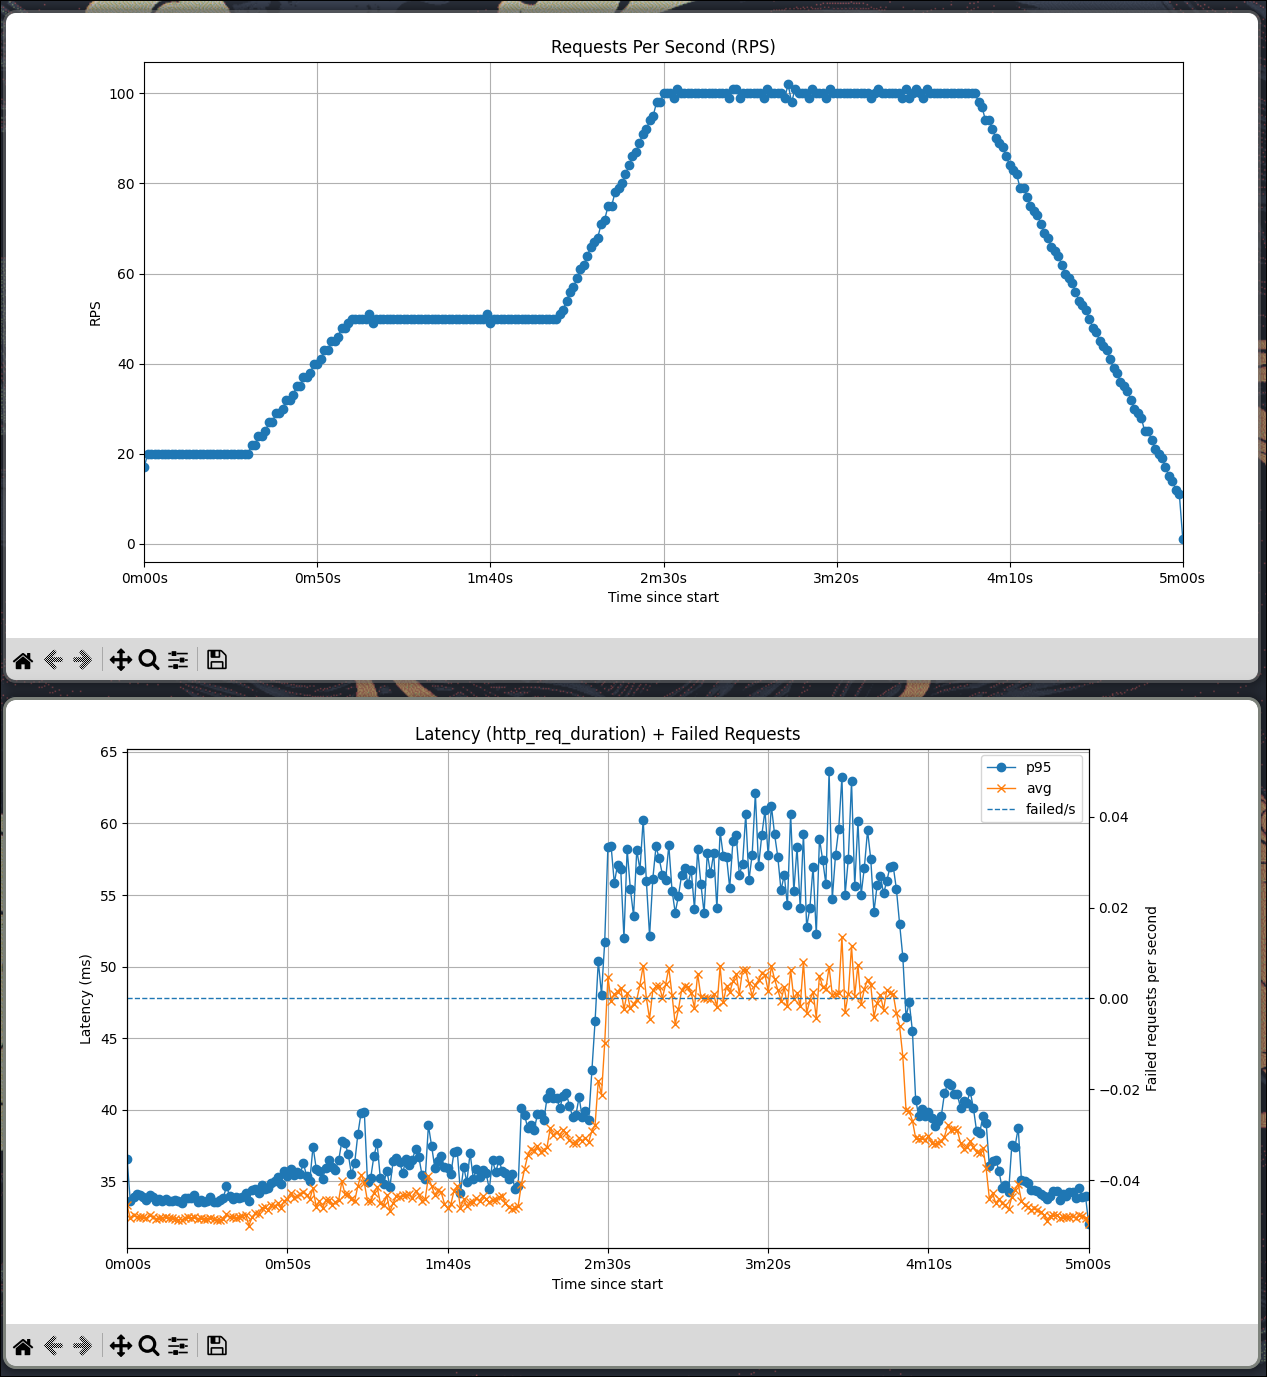 Requests Per Second (RPS)
100
80
60
40
20
0
RPS
0m00s
0m50s
1m40s
2m30s
3m20s
4m10s
5m00s
Time since start
Latency (http_req_duration) + Failed Requests
65
60
55
50
45
40
35
Latency (ms)
p95
avg
failed/s
0.04
0.02
0.00
−0.02
−0.04
Failed requests per second
0m00s
0m50s
1m40s
2m30s
3m20s
4m10s
5m00s
Time since start